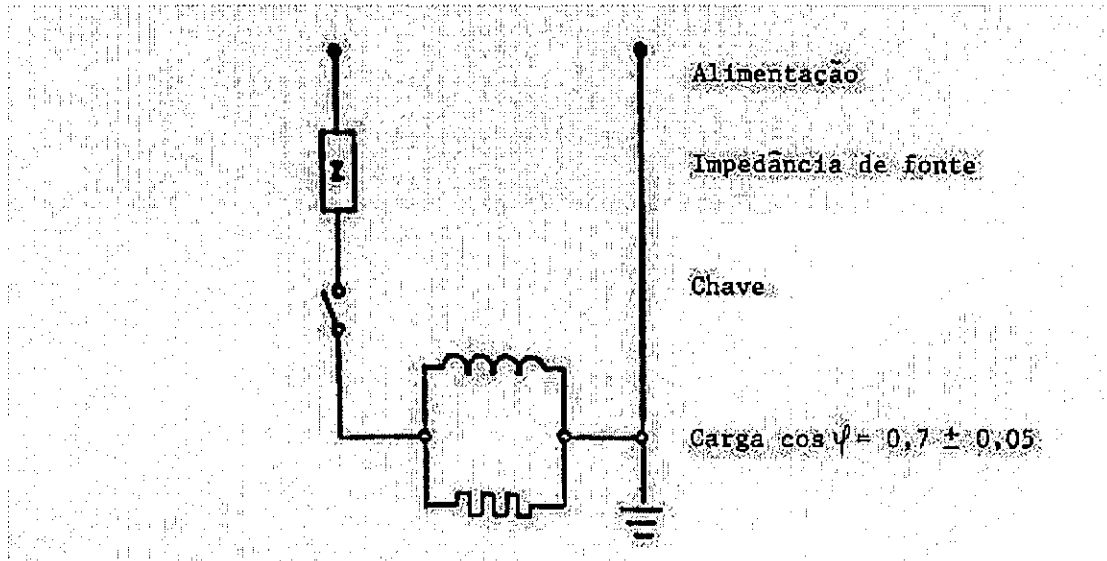 Alimentação
Impedância de fonte
Z
Chave
Carga cos φ = 0,7 ± 0,05